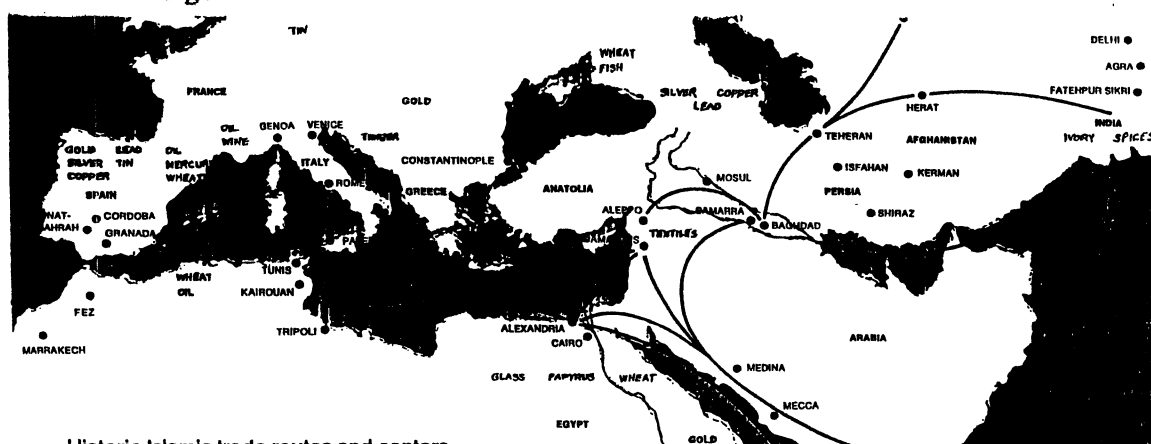 TIN
WHEAT
FISH
DELHI
AGRA
FATEHPUR SIKRI
FRANCE
GOLD
SILVER COPPER
LEAD
HERAT
INDIA
IVORY SPICES
OIL
WINE
GENOA
VENICE
TIMBER
TEHERAN
AFGHANISTAN
GOLD LEAD OIL
SILVER TIN
COPPER WHEAT
ITALY
CONSTANTINOPLE
ISFAHAN
KERMAN
PERSIA
MOSUL
SPAIN
ROME
GREECE
ANATOLIA
CORDOBA
GRANADA
ALEPPO
SAMARRA
BAGHDAD
SHIRAZ
TEXTILES
WHEAT
OIL
TUNIS
KAIROUAN
FEZ
TRIPOLI
ALEXANDRIA
CAIRO
MARRAKECH
ARABIA
MEDINA
GLASS PAPYRUS WHEAT
MECCA
EGYPT
GOLD
Historic Islamic trade routes and centers